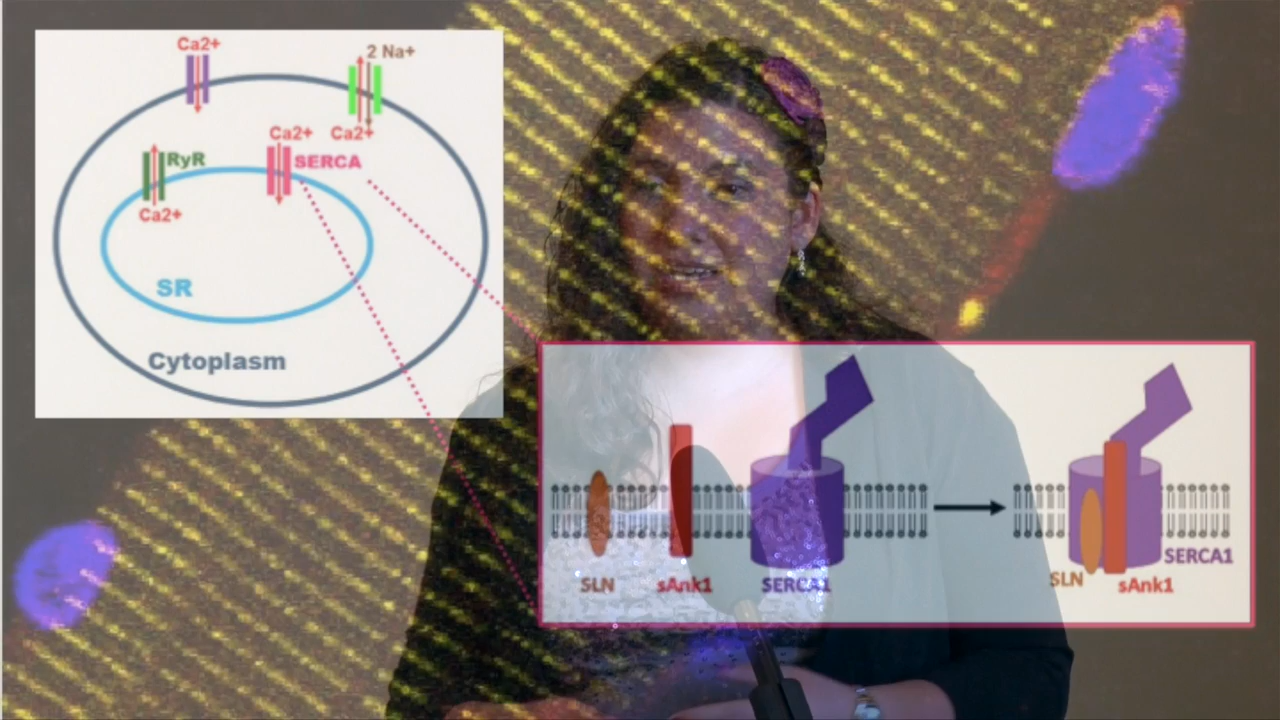 Ca2+
2 Na+
Ca2+
Ca2+
RyR
SERCA
Ca2+
SR
Cytoplasm
SLN
sAnk1
SERCA1
SERCA1
SLN
sAnk1